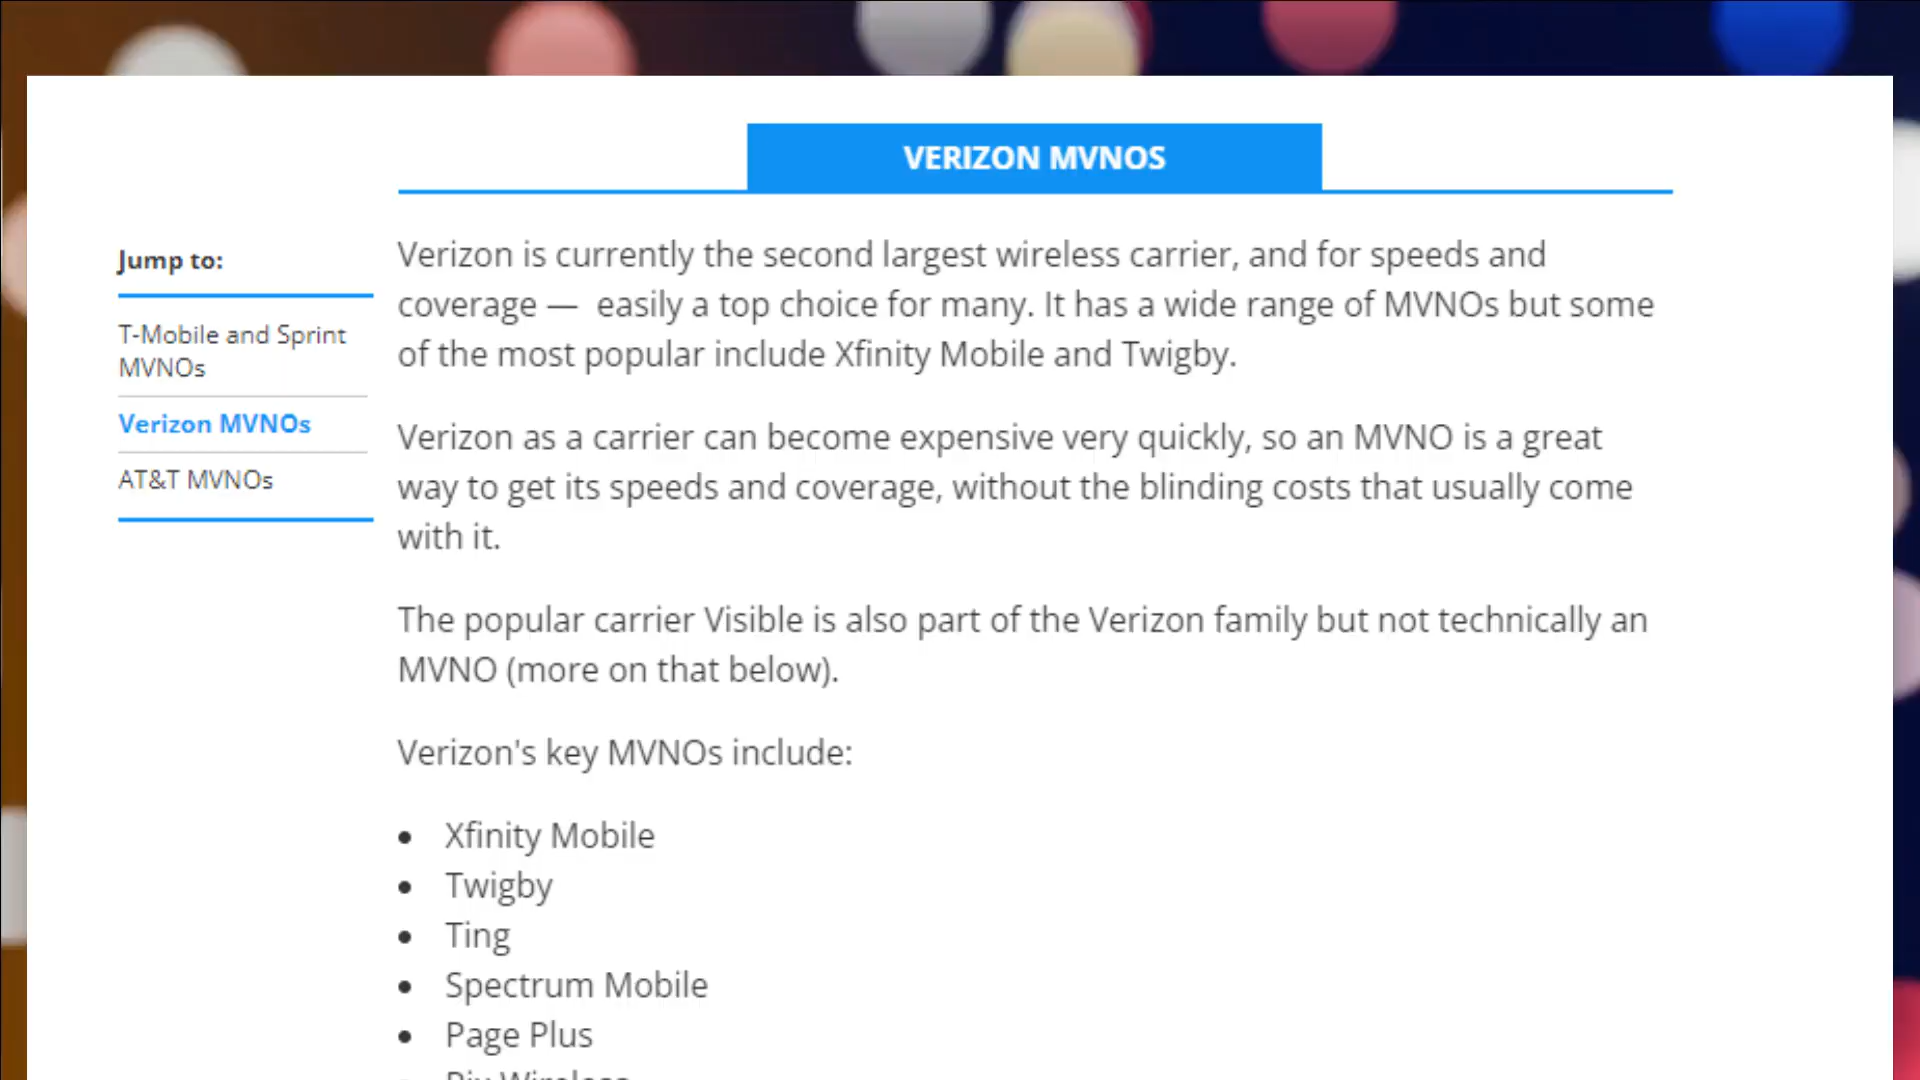 VERIZON MVNOS
Jump to:
T-Mobile and Sprint
MVNOs
Verizon MVNOs
AT&T MVNOs
Verizon is currently the second largest wireless carrier, and for speeds and
coverage — easily a top choice for many. It has a wide range of MVNOs but some
of the most popular include Xfinity Mobile and Twigby.
Verizon as a carrier can become expensive very quickly, so an MVNO is a great
way to get its speeds and coverage, without the blinding costs that usually come
with it.
The popular carrier Visible is also part of the Verizon family but not technically an
MVNO (more on that below).
Verizon's key MVNOs include:
• Xfinity Mobile
• Twigby
• Ting
• Spectrum Mobile
• Page Plus